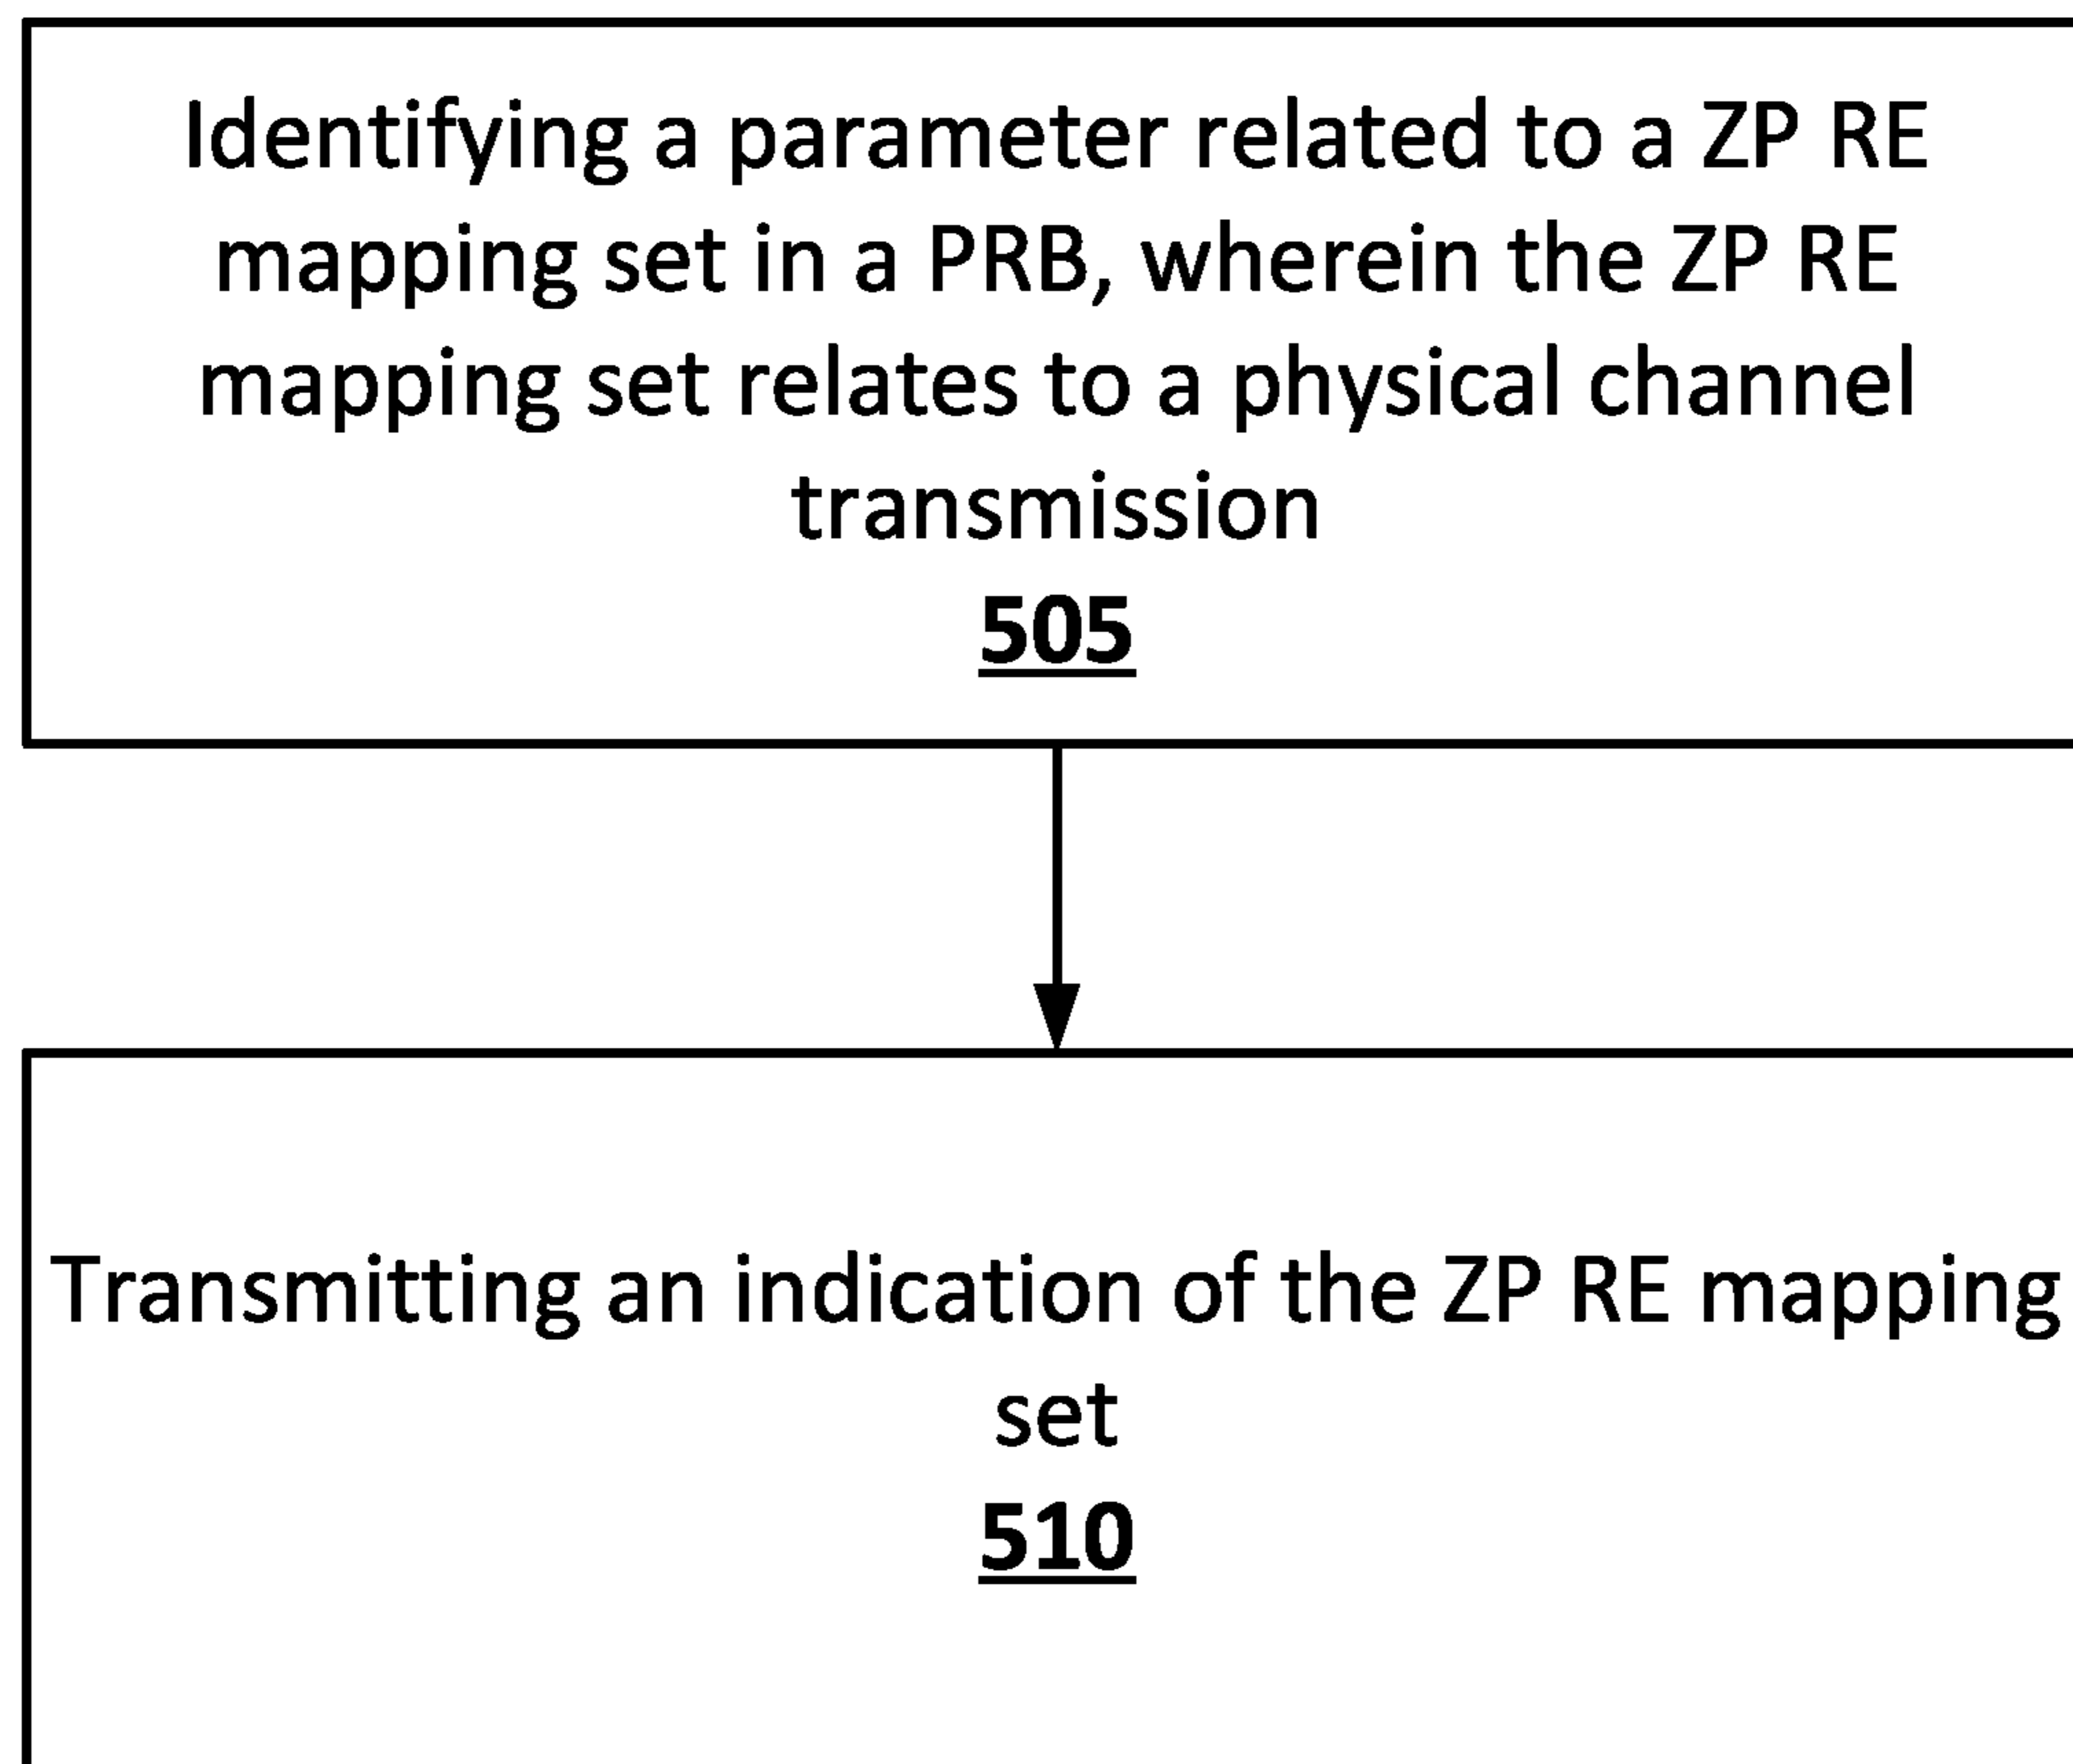 Identifying a parameter related to a ZP RE
mapping set in a PRB, wherein the ZP RE
mapping set relates to a physical channel
transmission
505
Transmitting an indication of the ZP RE mapping
set
510